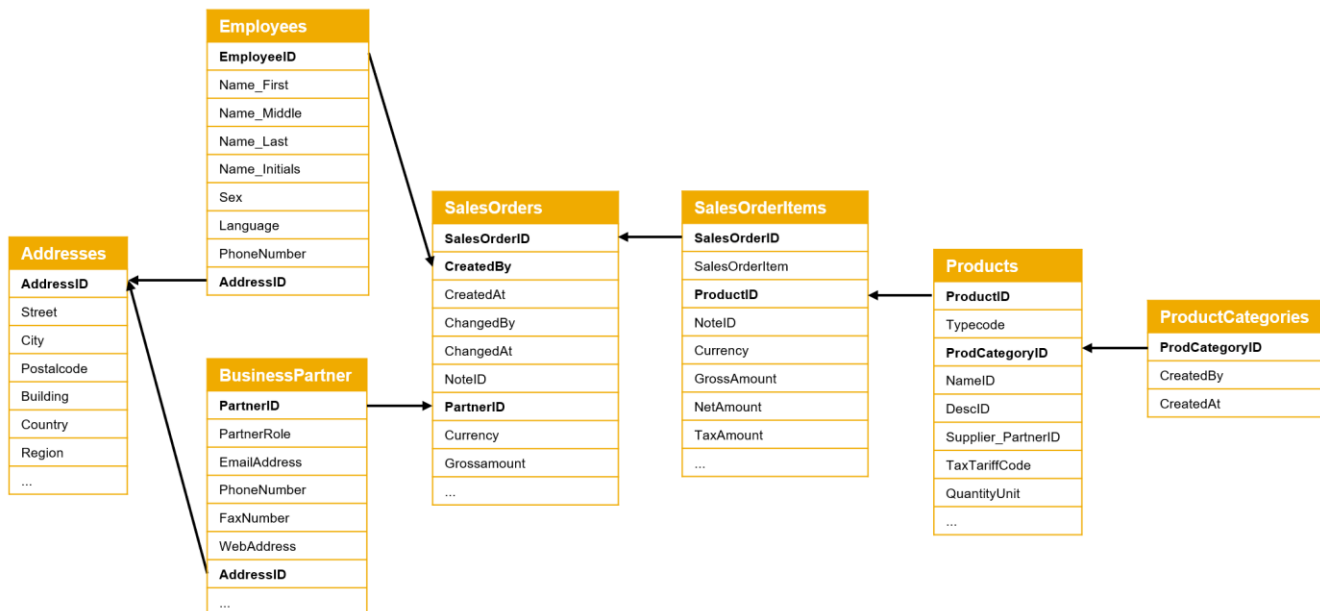 Employees
EmployeeID
Name_First
Name_Middle
Name_Last
Name_Initials
Sex
Language
PhoneNumber
AddressID
Addresses
AddressID
Street
City
Postalcode
Building
Country
Region
...
BusinessPartner
PartnerID
PartnerRole
EmailAddress
PhoneNumber
FaxNumber
WebAddress
AddressID
...
SalesOrders
SalesOrderID
CreatedBy
CreatedAt
ChangedBy
ChangedAt
NoteID
PartnerID
Currency
Grossamount
...
SalesOrderItems
SalesOrderID
SalesOrderItem
ProductID
NoteID
Currency
GrossAmount
NetAmount
TaxAmount
...
Products
ProductID
Typecode
ProdCategoryID
NameID
DescID
Supplier_PartnerID
TaxTariffCode
QuantityUnit
...
ProductCategories
ProdCategoryID
CreatedBy
CreatedAt